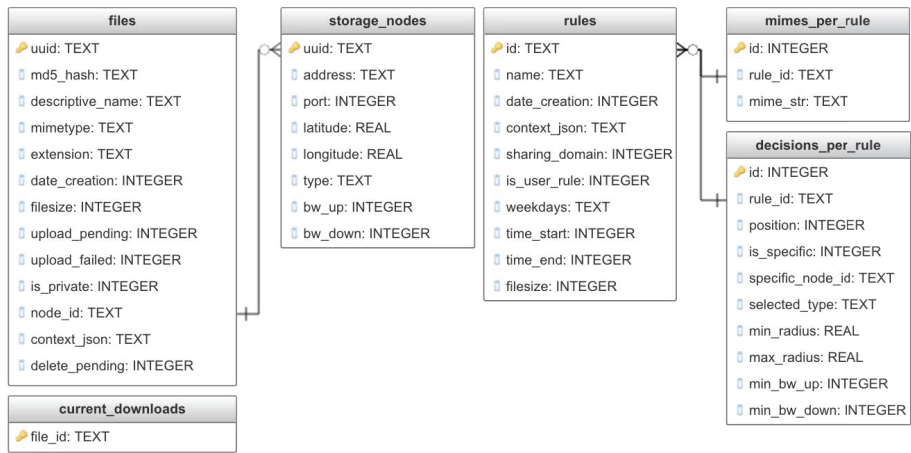 files
uuid: TEXT
md5_hash: TEXT
descriptive_name: TEXT
mimetype: TEXT
extension: TEXT
date_creation: INTEGER
filesize: INTEGER
upload_pending: INTEGER
upload_failed: INTEGER
is_private: INTEGER
node_id: TEXT
context_json: TEXT
delete_pending: INTEGER
current_downloads
file_id: TEXT
storage_nodes
uuid: TEXT
address: TEXT
port: INTEGER
latitude: REAL
longitude: REAL
type: TEXT
bw_up: INTEGER
bw_down: INTEGER
rules
id: TEXT
name: TEXT
date_creation: INTEGER
context_json: TEXT
sharing_domain: INTEGER
is_user_rule: INTEGER
weekdays: TEXT
time_start: INTEGER
time_end: INTEGER
filesize: INTEGER
mimes_per_rule
id: INTEGER
rule_id: TEXT
mime_str: TEXT
decisions_per_rule
id: INTEGER
rule_id: TEXT
position: INTEGER
is_specific: INTEGER
specific_node_id: TEXT
selected_type: TEXT
min_radius: REAL
max_radius: REAL
min_bw_up: INTEGER
min_bw_down: INTEGER